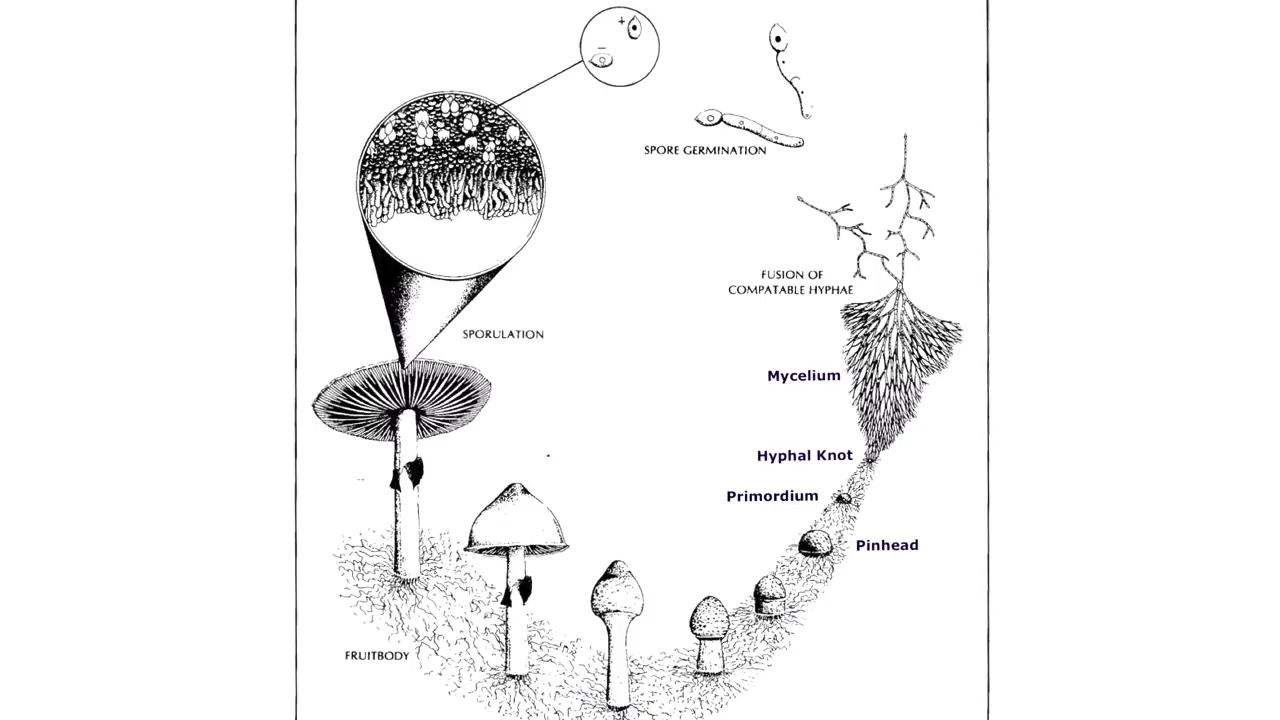 +
–
SPORE GERMINATION
FUSION OF
COMPATABLE HYPHAE
SPORULATION
Mycelium
Hyphal Knot
Primordium
Pinhead
FRUITBODY